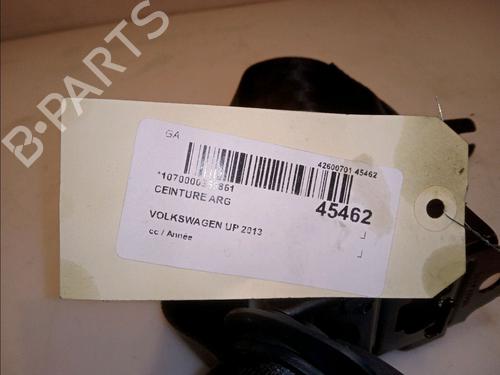 B-PARTS
GA
42600701 45462
CEINTURE ARG
45462
VOLKSWAGEN UP 2013
cc / Année